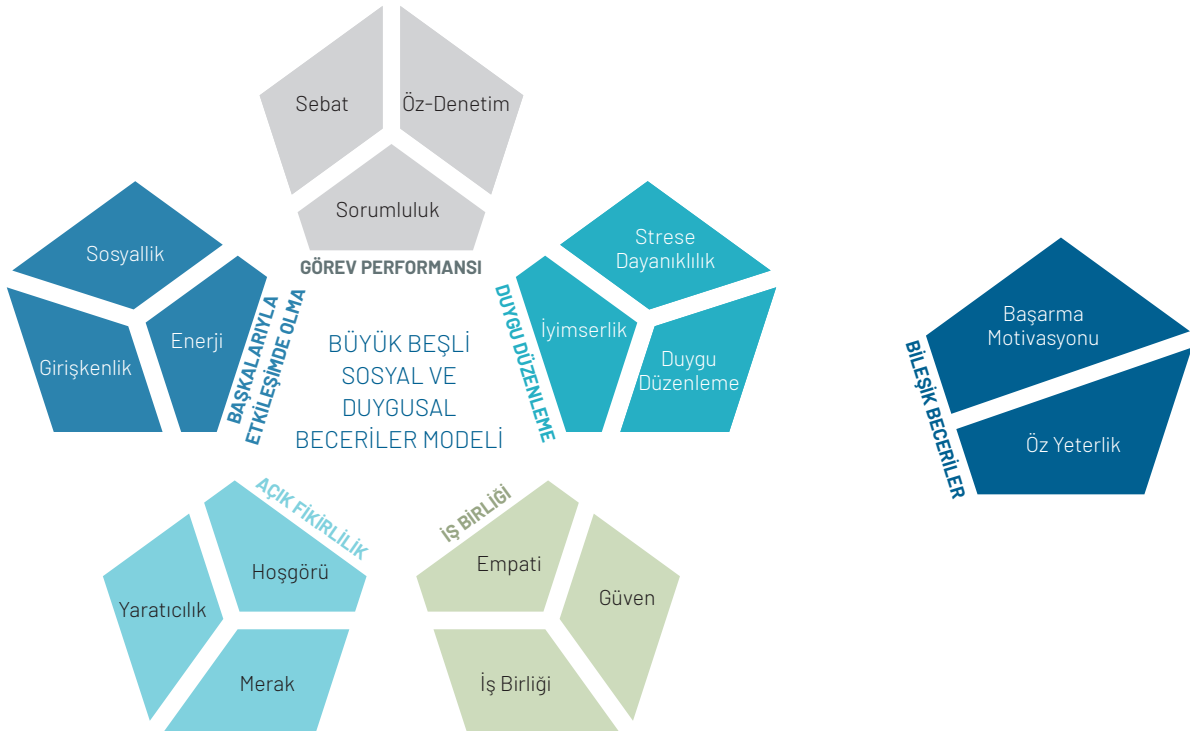 Sebat
Öz-Denetim
Sorumluluk
GÖREV PERFORMANSI
Sosyallik
Girişkenlik
Enerji
BAŞKALARIYLA
ETKİLEŞİMDE OLMA
BÜYÜK BEŞLİ
SOSYAL VE
DUYGUSAL
BECERİLER MODELİ
DUYGU DÜZENLEME
Strese
Dayanıklılık
İyimserlik
Duygu
Düzenleme
AÇIK FİKİRLİLİK
Hoşgörü
Yaratıcılık
Merak
İŞ BİRLİĞİ
Empati
Güven
İş Birliği
BİLEŞİK BECERİLER
Başarma
Motivasyonu
Öz Yeterlik